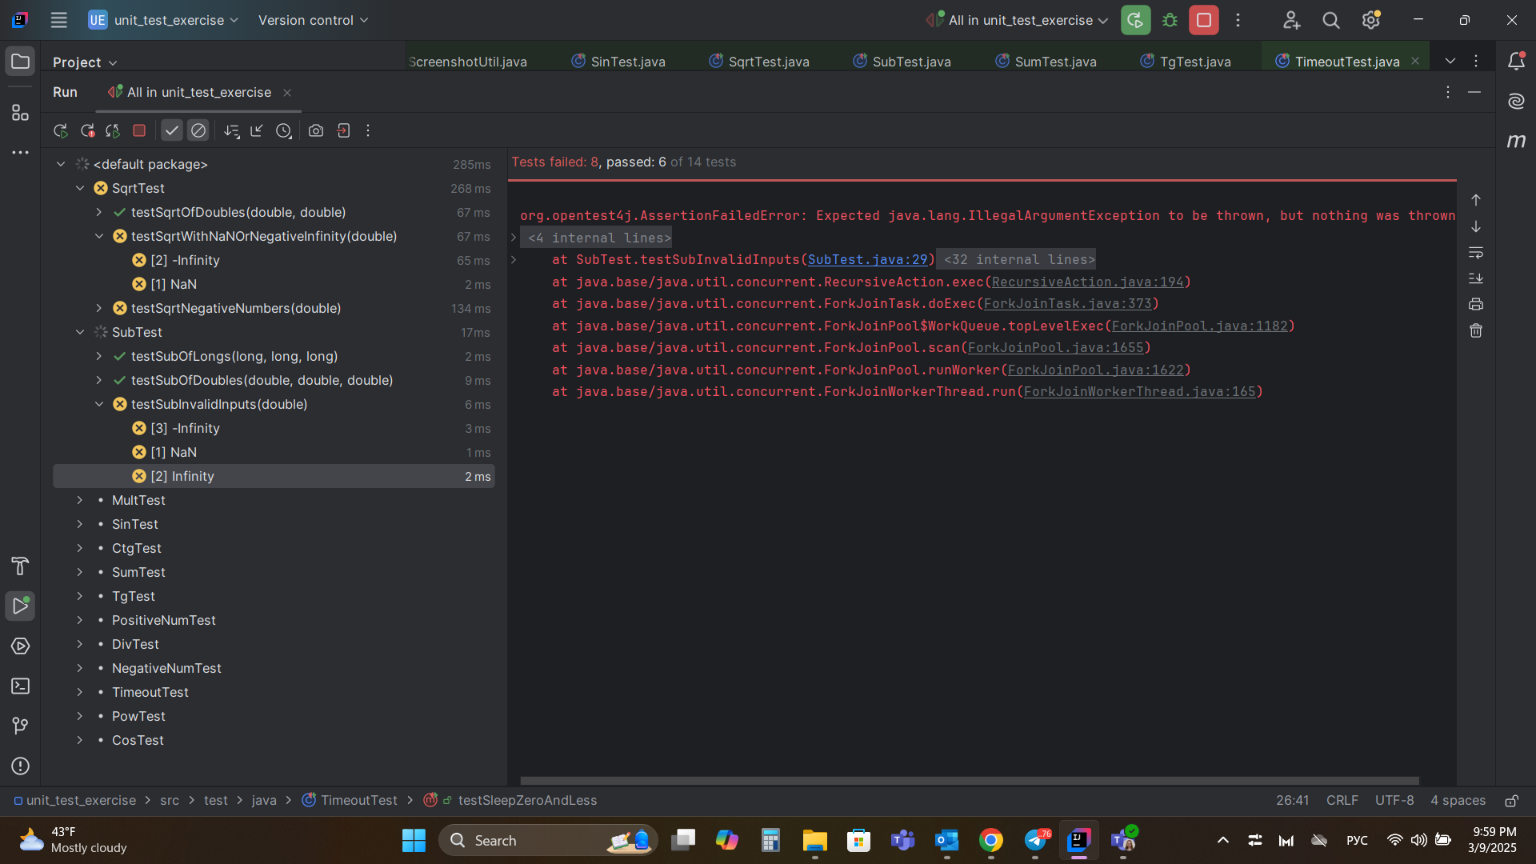 UE unit_test_exercise Version control All in unit_test_exercise
Project ScreenshotUtil.java SinTest.java SqrtTest.java SubTest.java SumTest.java TgTest.java TimeoutTest.java
Run All in unit_test_exercise
<default package> 285ms
SqrtTest 268 ms
testSqrtOfDoubles(double, double) 67 ms
testSqrtWithNaNOrNegativeInfinity(double) 67 ms
[2] -Infinity 65 ms
[1] NaN 2 ms
testSqrtNegativeNumbers(double) 134 ms
SubTest 17ms
testSubOfLongs(long, long, long) 2 ms
testSubOfDoubles(double, double, double) 9 ms
testSubInvalidInputs(double) 6 ms
[3] -Infinity 3 ms
[1] NaN 1 ms
[2] Infinity 2 ms
MultTest
SinTest
CtgTest
SumTest
TgTest
PositiveNumTest
DivTest
NegativeNumTest
TimeoutTest
PowTest
CosTest
Tests failed: 8, passed: 6 of 14 tests
org.opentest4j.AssertionFailedError: Expected java.lang.IllegalArgumentException to be thrown, but nothing was thrown
<4 internal lines>
at SubTest.testSubInvalidInputs(SubTest.java:29) <32 internal lines>
at java.base/java.util.concurrent.RecursiveAction.exec(RecursiveAction.java:194)
at java.base/java.util.concurrent.ForkJoinTask.doExec(ForkJoinTask.java:373)
at java.base/java.util.concurrent.ForkJoinPool$WorkQueue.topLevelExec(ForkJoinPool.java:1182)
at java.base/java.util.concurrent.ForkJoinPool.scan(ForkJoinPool.java:1655)
at java.base/java.util.concurrent.ForkJoinPool.runWorker(ForkJoinPool.java:1622)
at java.base/java.util.concurrent.ForkJoinWorkerThread.run(ForkJoinWorkerThread.java:165)
unit_test_exercise > src > test > java > TimeoutTest > testSleepZeroAndLess 26:41 CRLF UTF-8 4 spaces
43°F
Mostly cloudy
Search
76
РУС
9:59 PM
3/9/2025